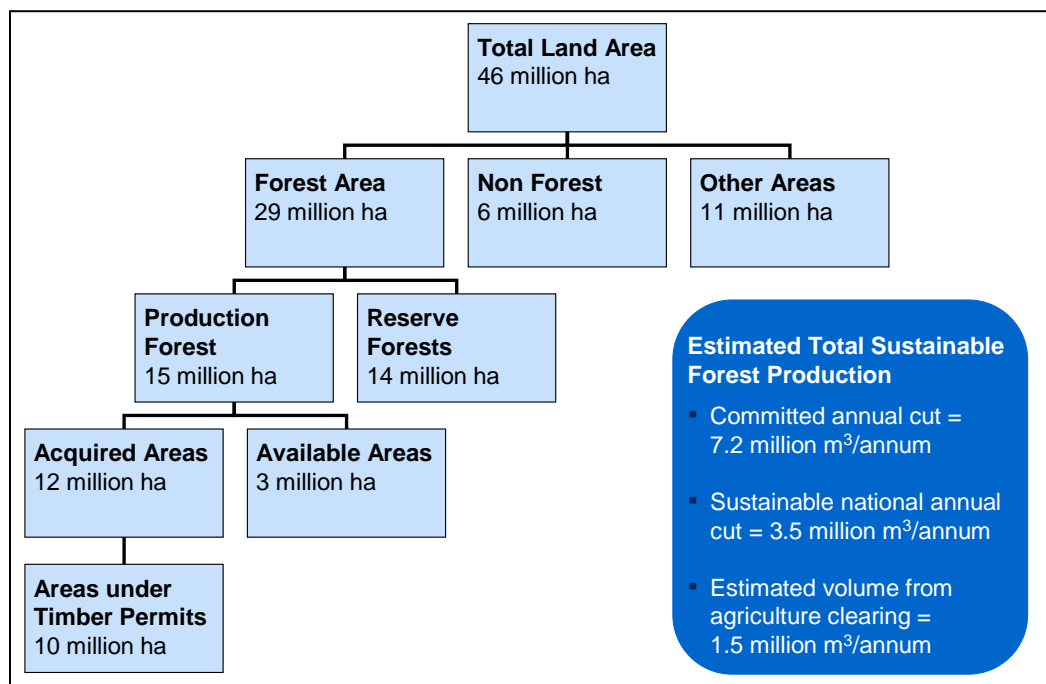 Total Land Area
46 million ha
Forest Area
29 million ha
Non Forest
6 million ha
Other Areas
11 million ha
Production
Forest
15 million ha
Reserve
Forests
14 million ha
Acquired Areas
12 million ha
Available Areas
3 million ha
Areas under
Timber Permits
10 million ha
Estimated Total Sustainable
Forest Production
▪ Committed annual cut =
7.2 million m³/annum
▪ Sustainable national annual
cut = 3.5 million m³/annum
▪ Estimated volume from
agriculture clearing =
1.5 million m³/annum